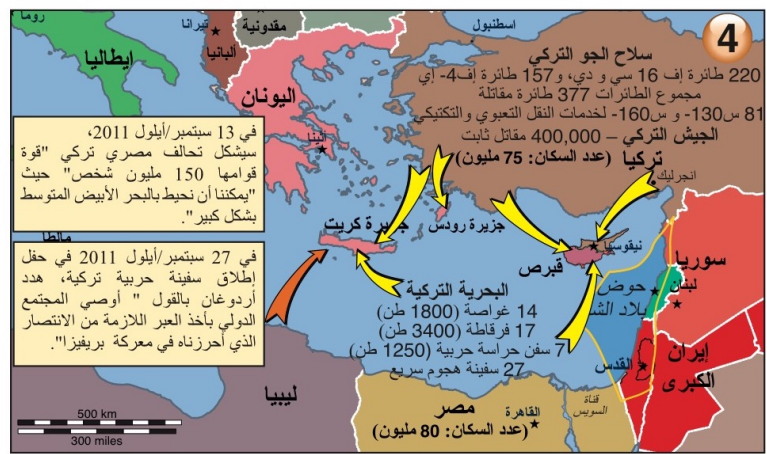 4
روما
تيرانا
مقدونية
ألبانيا
اسطنبول
إيطاليا
اليونان
أثينا
سلاح الجو التركي
220 طائرة إف 16 سي و دي، و 157 طائرة إف4- إي
مجموع الطائرات 377 طائرة مقاتلة
81 س130- و س160- لخدمات النقل التعبوي والتكتيكي
الجيش التركي – 400,000 مقاتل ثابت
(عدد السكان: 75 مليون) تركيا
انجرليك
في 13 سبتمبر/أيلول 2011،
سيشكل تحالف مصري تركي "قوة
قوامها 150 مليون شخص" حيث
"يمكننا أن نحيط بالبحر الأبيض المتوسط
بشكل كبير".
مالطا
في 27 سبتمبر/أيلول 2011 في حفل
إطلاق سفينة حربية تركية، هدد
أردوغان بالقول " أوصي المجتمع
الدولي بأخذ العبر اللازمة من الانتصار
الذي أحرزناه في معركة بريفيزا".
جزيرة كريت
جزيرة رودس
نيقوسيا
قبرص
البحرية التركية
14 غواصة (1800 طن)
17 فرقاطة (3400 طن)
7 سفن حراسة حربية (1250 طن)
27 سفينة هجوم سريع
سوريا
لبنان
حوض
بلاد الش
القدس
إيران
الكبرى
ليبيا
مصر
القاهرة
(عدد السكان: 80 مليون)
قناة
السويس
500 km
300 miles